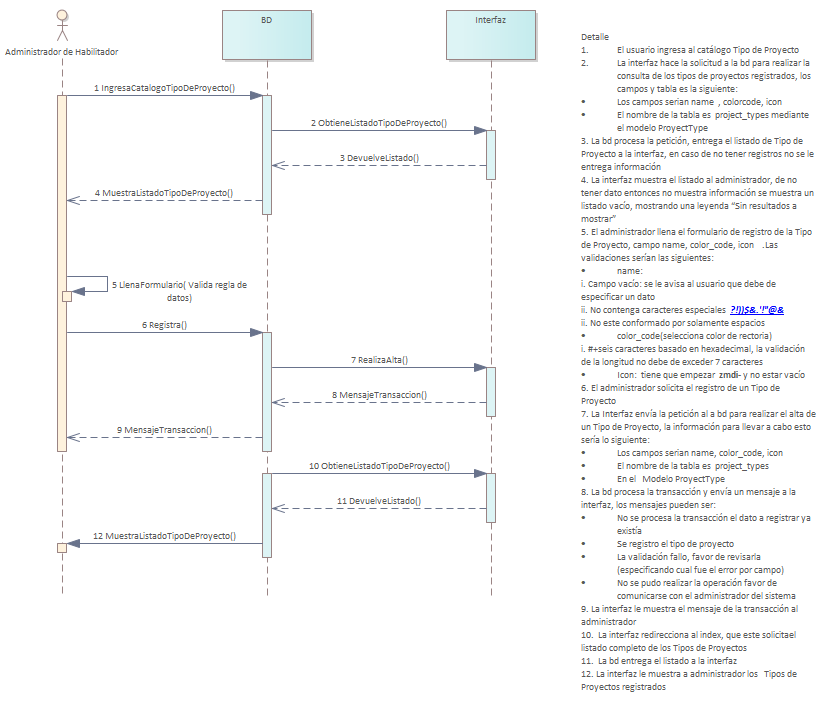 BD
Interfaz
Administrador de Habilitador
1 IngresaCatalogoTipoDeProyecto()
2 ObtieneListadoTipoDeProyecto()
3 DevuelveListado()
4 MuestraListadoTipoDeProyecto()
5 LlenaFormulario( Valida regla de
datos)
6 Registra()
7 RealizaAlta()
8 MensajeTransaccion()
9 MensajeTransaccion()
10 ObtieneListadoTipoDeProyecto()
11 DevuelveListado()
12 MuestraListadoTipoDeProyecto()
Detalle
1. El usuario ingresa al catálogo Tipo de Proyecto
2. La interfaz hace la solicitud a la bd para realizar la
consulta de los tipos de proyectos registrados, los
campos y tabla es la siguiente:
• Los campos serian name , colorcode, icon
• El nombre de la tabla es project_types mediante
el modelo ProyectType
3. La bd procesa la petición, entrega el listado de Tipo de
Proyecto a la interfaz, en caso de no tener registros no se le
entrega información
4. La interfaz muestra el listado al administrador, de no
tener dato entonces no muestra información se muestra un
listado vacío, mostrando una leyenda “Sin resultados a
mostrar”
5. El administrador llena el formulario de registro de la Tipo
de Proyecto, campo name, color_code, icon .Las
validaciones serían las siguientes:
• name:
i. Campo vacío: se le avisa al usuario que debe de
especificar un dato
ii. No contenga caracteres especiales ?!))$&.'!"@&
ii. No este conformado por solamente espacios
• color_code(selecciona color de rectoria)
i. #+seis caracteres basado en hexadecimal, la validación
de la longitud no debe de exceder 7 caracteres
• Icon: tiene que empezar zmdi- y no estar vacío
6. El administrador solicita el registro de un Tipo de
Proyecto
7. La Interfaz envía la petición al a bd para realizar el alta de
un Tipo de Proyecto, la información para llevar a cabo esto
sería lo siguiente:
• Los campos serian name, color_code, icon
• El nombre de la tabla es project_types
• En el Modelo ProyectType
8. La bd procesa la transacción y envía un mensaje a la
interfaz, los mensajes pueden ser:
• No se procesa la transacción el dato a registrar ya
existía
• Se registro el tipo de proyecto
• La validación fallo, favor de revisarla
(especificando cual fue el error por campo)
• No se pudo realizar la operación favor de
comunicarse con el administrador del sistema
9. La interfaz le muestra el mensaje de la transacción al
administrador
10. La interfaz redirecciona al index, que este solicitael
listado completo de los Tipos de Proyectos
11. La bd entrega el listado a la interfaz
12. La interfaz le muestra a administrador los Tipos de
Proyectos registrados